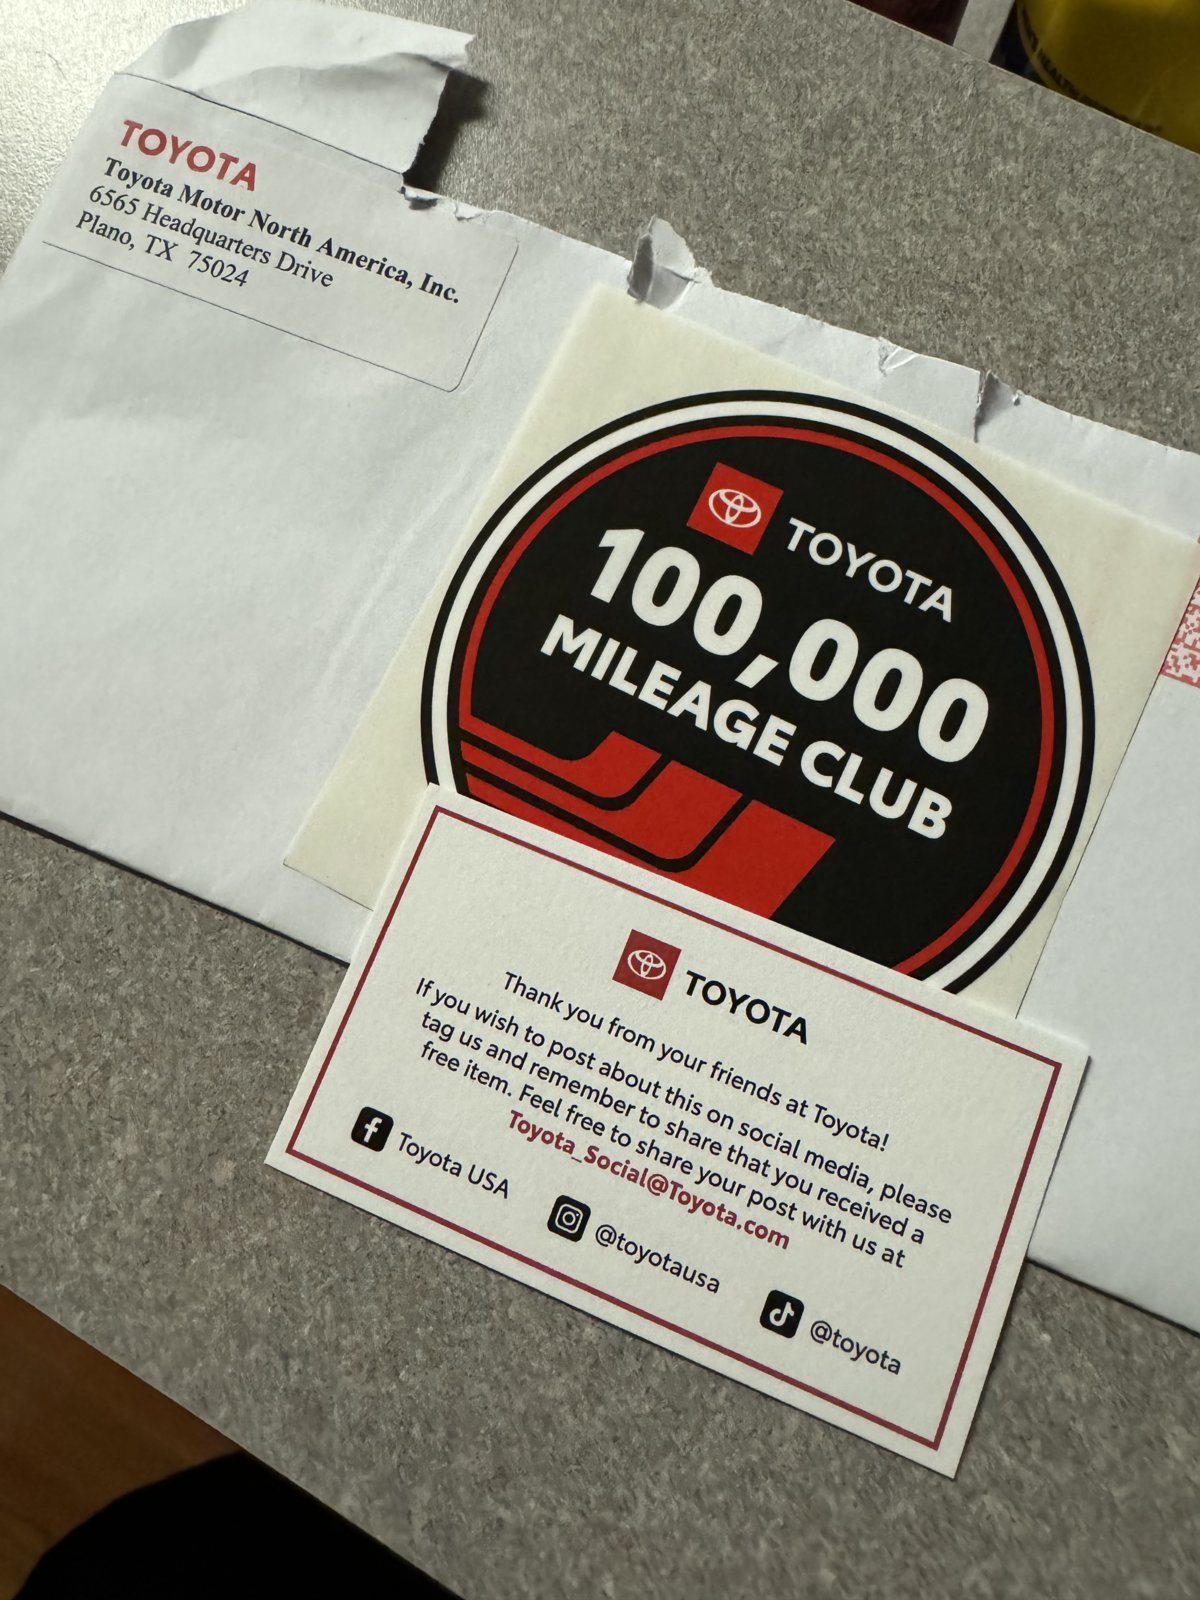 TOYOTA
Toyota Motor North America, Inc.
6565 Headquarters Drive
Plano, TX 75024
TOYOTA
100,000
MILEAGE CLUB
TOYOTA
Thank you from your friends at Toyota!
If you wish to post about this on social media, please
tag us and remember to share that you received a
free item. Feel free to share your post with us at
Toyota_Social@Toyota.com
Toyota USA
@toyotausa
@toyota